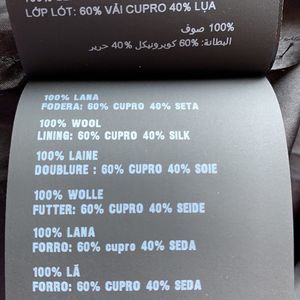 LỚP LÓT: 60% VẢI CUPRO 40% LỤA
100% صوف
البطانة: 60% كوبرونيكل 40% حرير
100% LANA
FODERA: 60% CUPRO 40% SETA
100% WOOL
LINING: 60% CUPRO 40% SILK
100% LAINE
DOUBLURE : 60% CUPRO 40% SOIE
100% WOLLE
FUTTER: 60% CUPRO 40% SEIDE
100% LANA
FORRO: 60% cupro 40% SEDA
100% LÃ
FORRO: 60% CUPRO 40% SEDA